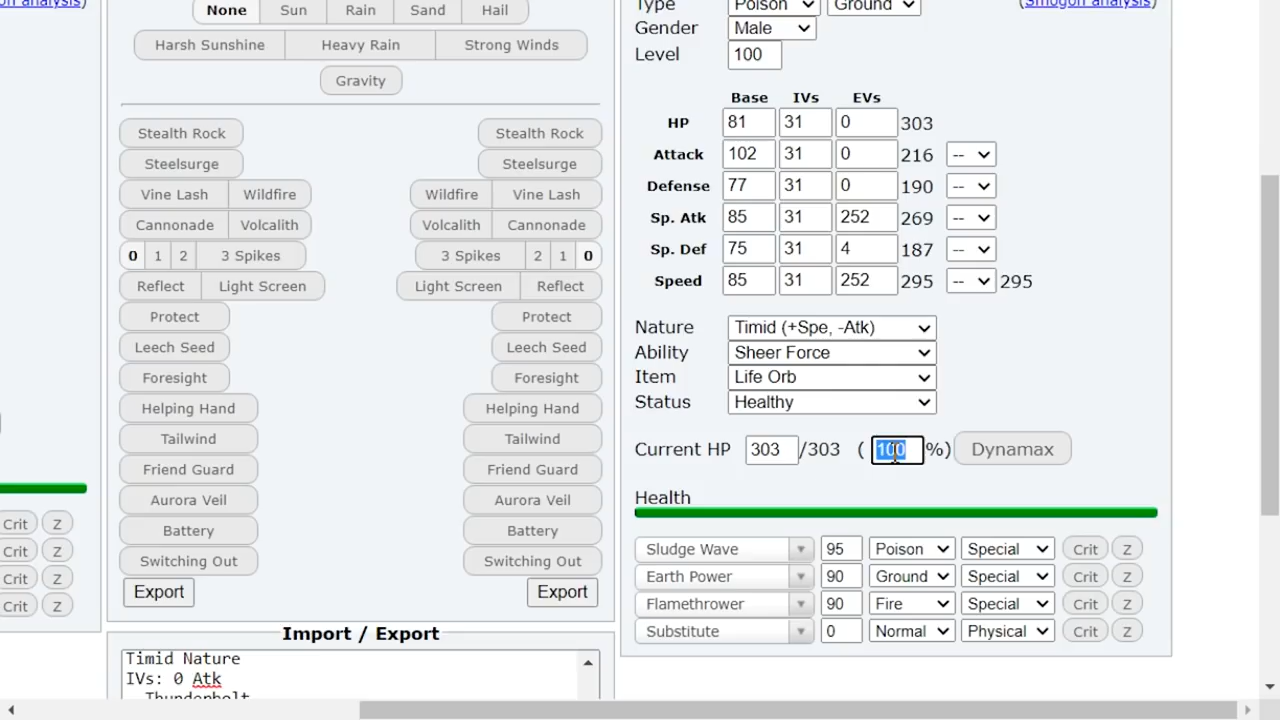 None Sun Rain Sand Hail
Harsh Sunshine Heavy Rain Strong Winds
Gravity
Stealth Rock Stealth Rock
Steelsurge Steelsurge
Vine Lash Wildfire Wildfire Vine Lash
Cannonade Volcalith Volcalith Cannonade
0 1 2 3 Spikes 3 Spikes 2 1 0
Reflect Light Screen Light Screen Reflect
Protect Protect
Leech Seed Leech Seed
Foresight Foresight
Helping Hand Helping Hand
Tailwind Tailwind
Friend Guard Friend Guard
Aurora Veil Aurora Veil
Battery Battery
Switching Out Switching Out
Export Export
Import / Export
Timid Nature
IVs: 0 Atk
Thunderbolt
Crit Z
Crit Z
Crit Z
Crit Z
Type Poison Ground (Smogon analysis)
Gender Male
Level 100
Base IVs EVs
HP 81 31 0 303
Attack 102 31 0 216 --
Defense 77 31 0 190 --
Sp. Atk 85 31 252 269 --
Sp. Def 75 31 4 187 --
Speed 85 31 252 295 -- 295
Nature Timid (+Spe, -Atk)
Ability Sheer Force
Item Life Orb
Status Healthy
Current HP 303 /303 ( 100 %) Dynamax
Health
Sludge Wave 95 Poison Special Crit Z
Earth Power 90 Ground Special Crit Z
Flamethrower 90 Fire Special Crit Z
Substitute 0 Normal Physical Crit Z